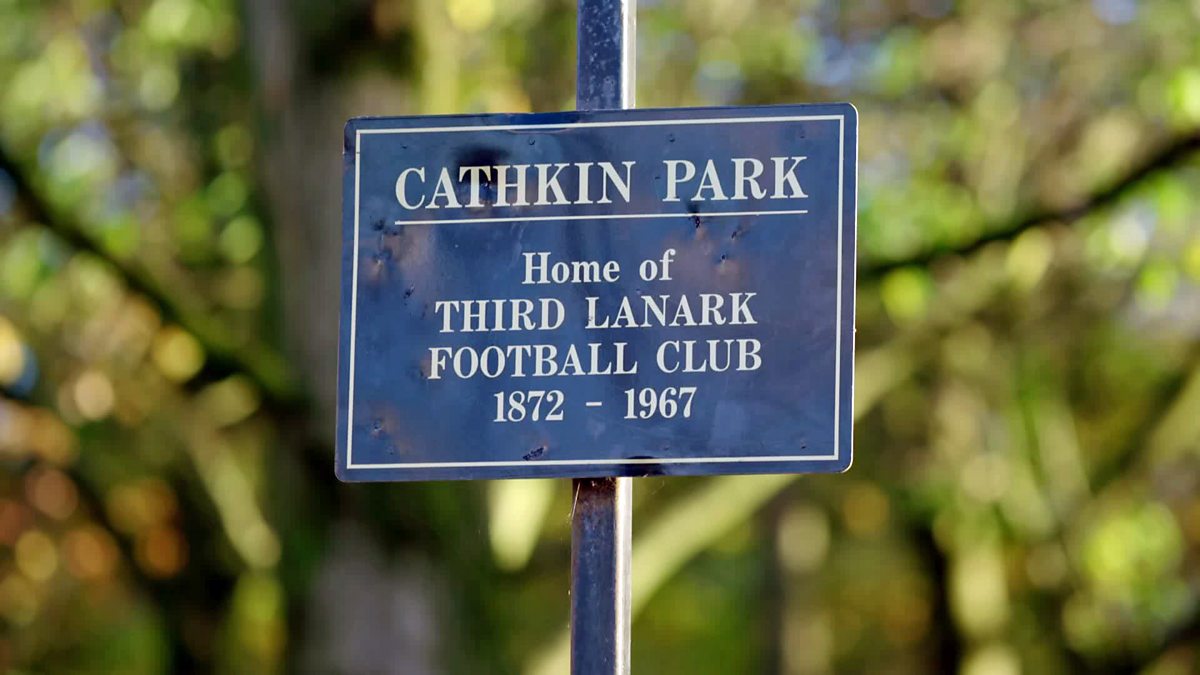 CATHKIN PARK
Home of
THIRD LANARK
FOOTBALL CLUB
1872 - 1967